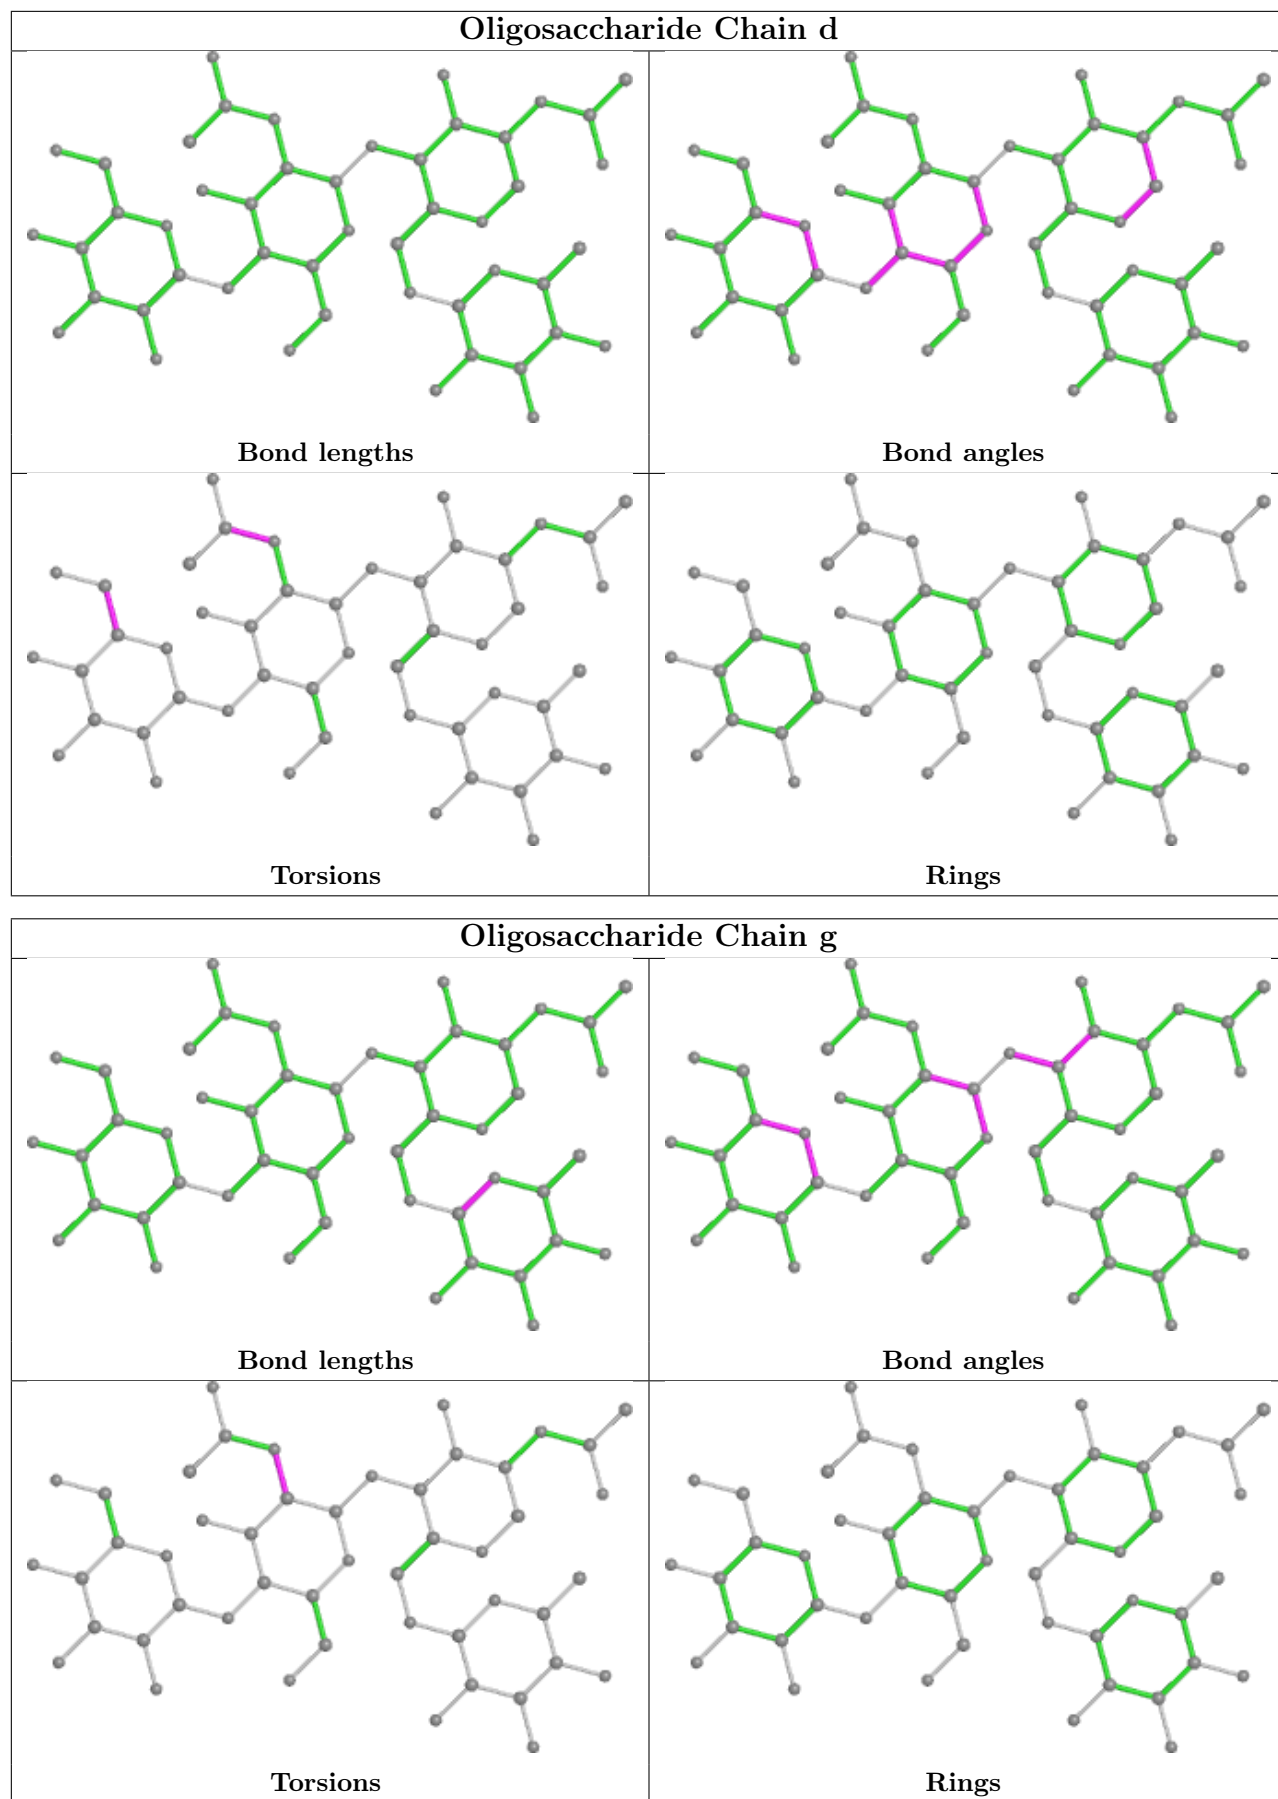 Oligosaccharide Chain d
Bond lengths
Bond angles
Torsions
Rings
Oligosaccharide Chain g
Bond lengths
Bond angles
Torsions
Rings